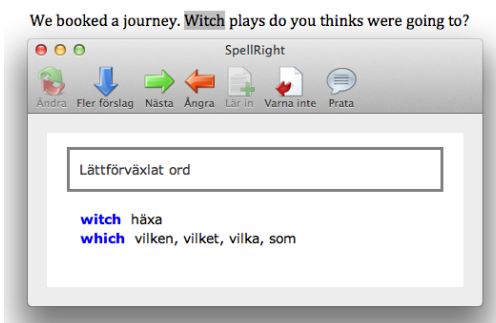 We booked a journey. Witch plays do you thinks were going to?
SpellRight
Ändra Fler förslag Nästa Ångra Lär in Varna inte Prata
Lättförväxlat ord
witch häxa
which vilken, vilket, vilka, som